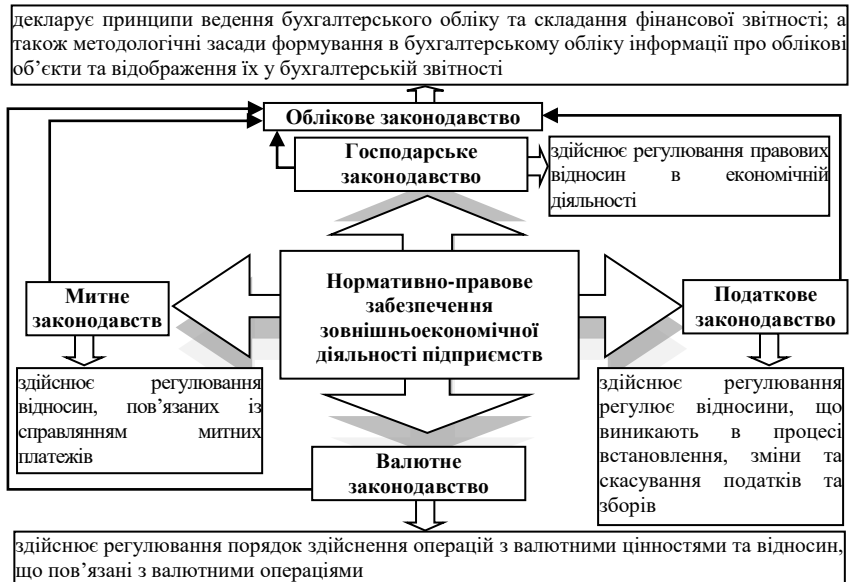 декларує принципи ведення бухгалтерського обліку та складання фінансової звітності; а
також методологічні засади формування в бухгалтерському обліку інформації про облікові
об’єкти та відображення їх у бухгалтерській звітності
Облікове законодавство
Господарське
законодавство
здійснює регулювання правових
відносин в економічній
діяльності
Нормативно-правове
забезпечення
зовнішньоекономічної
діяльності підприємств
Митне
законодавств
Податкове
законодавство
здійснює регулювання
відносин, пов’язаних із
справлянням митних
платежів
здійснює регулювання
регулює відносини, що
виникають в процесі
встановлення, зміни та
скасування податків та
зборів
Валютне
законодавство
здійснює регулювання порядок здійснення операцій з валютними цінностями та відносин,
що пов’язані з валютними операціями